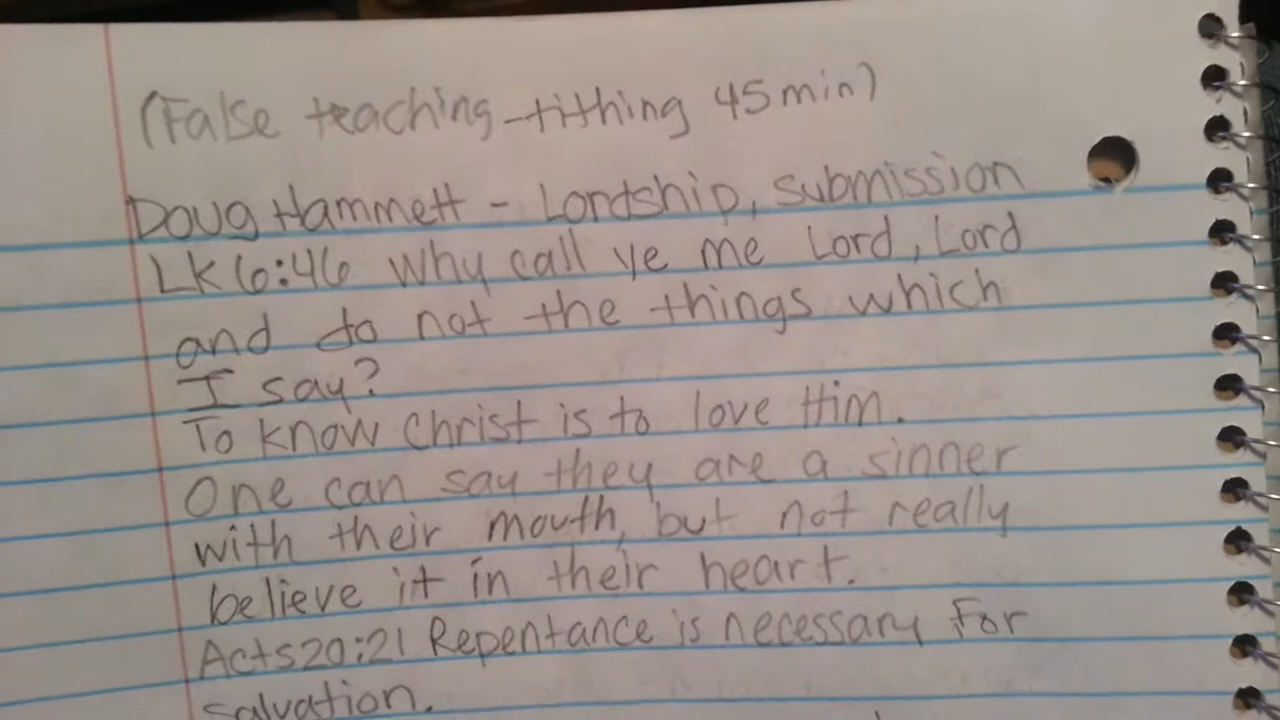 (False teaching-tithing 45min)
Doug Hammett - Lordship, submission
LK 6:46 Why call ye me Lord, Lord
and do not the things which
I say?
To know Christ is to love Him.
One can say they are a sinner
with their mouth, but not really
believe it in their heart.
Acts 20:21 Repentance is necessary for
salvation.